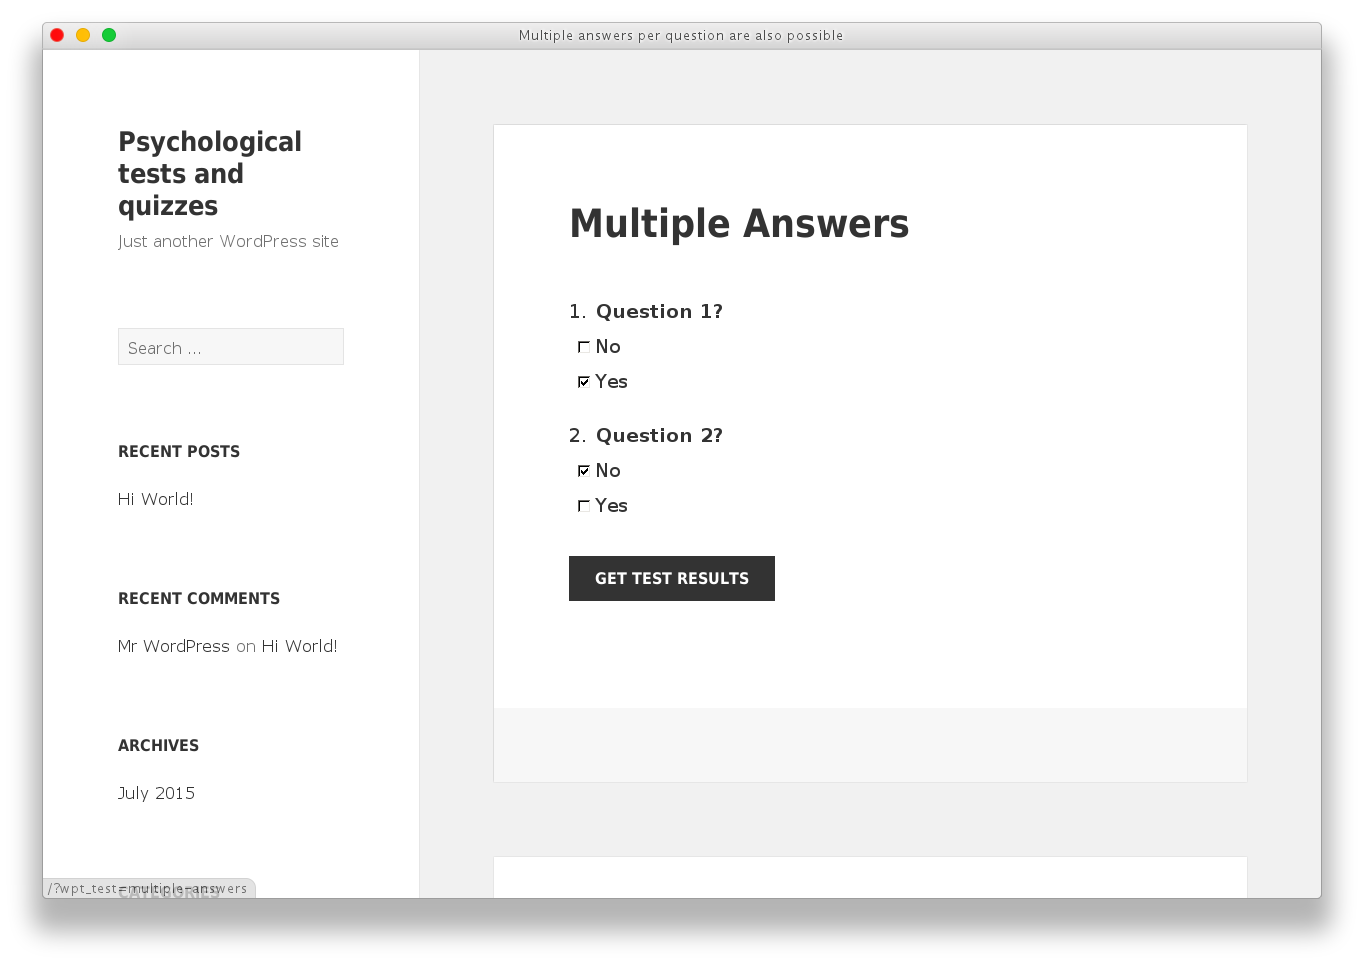 Multiple answers per question are also possible
Psychological
tests and
quizzes
Just another WordPress site
Search ...
RECENT POSTS
Hi World!
RECENT COMMENTS
Mr WordPress on Hi World!
ARCHIVES
July 2015
CATEGORIES
/?wpt_test=multiple-answers
Multiple Answers
1. Question 1?
No
Yes
2. Question 2?
No
Yes
GET TEST RESULTS